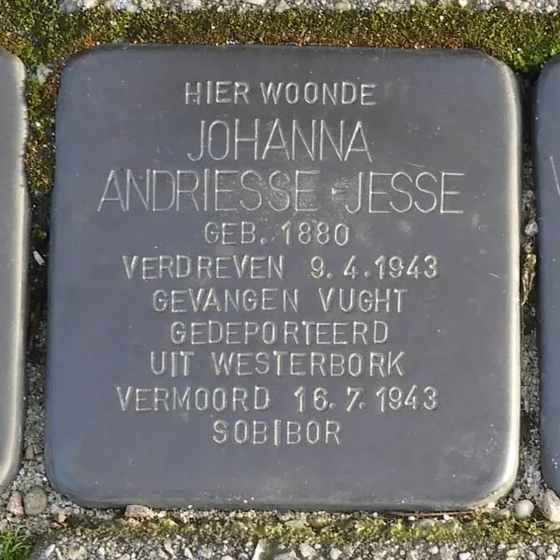 HIER WOONDE
JOHANNA
ANDRIESSE-JESSE
GEB. 1880
VERDREVEN 9.4.1943
GEVANGEN VUGHT
GEDEPORTEERD
UIT WESTERBORK
VERMOORD 16.7.1943
SOBIBOR